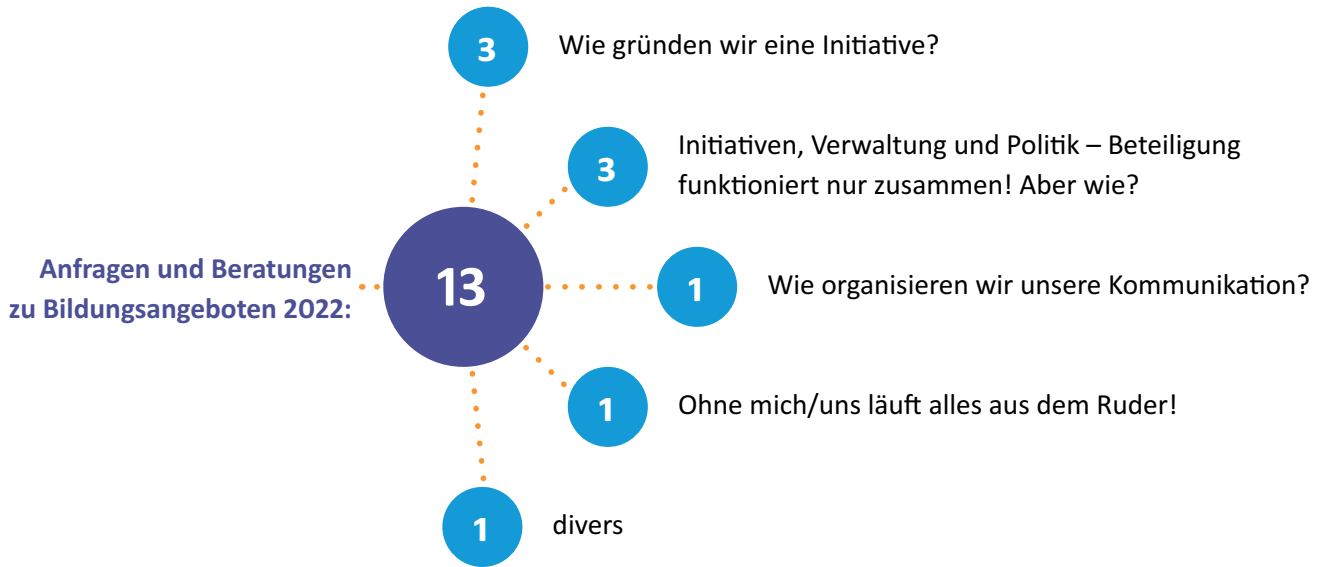 3
Wie gründen wir eine Initiative?
3
Initiativen, Verwaltung und Politik – Beteiligung
funktioniert nur zusammen! Aber wie?
Anfragen und Beratungen
zu Bildungsangeboten 2022:
13
1
Wie organisieren wir unsere Kommunikation?
1
Ohne mich/uns läuft alles aus dem Ruder!
1
divers